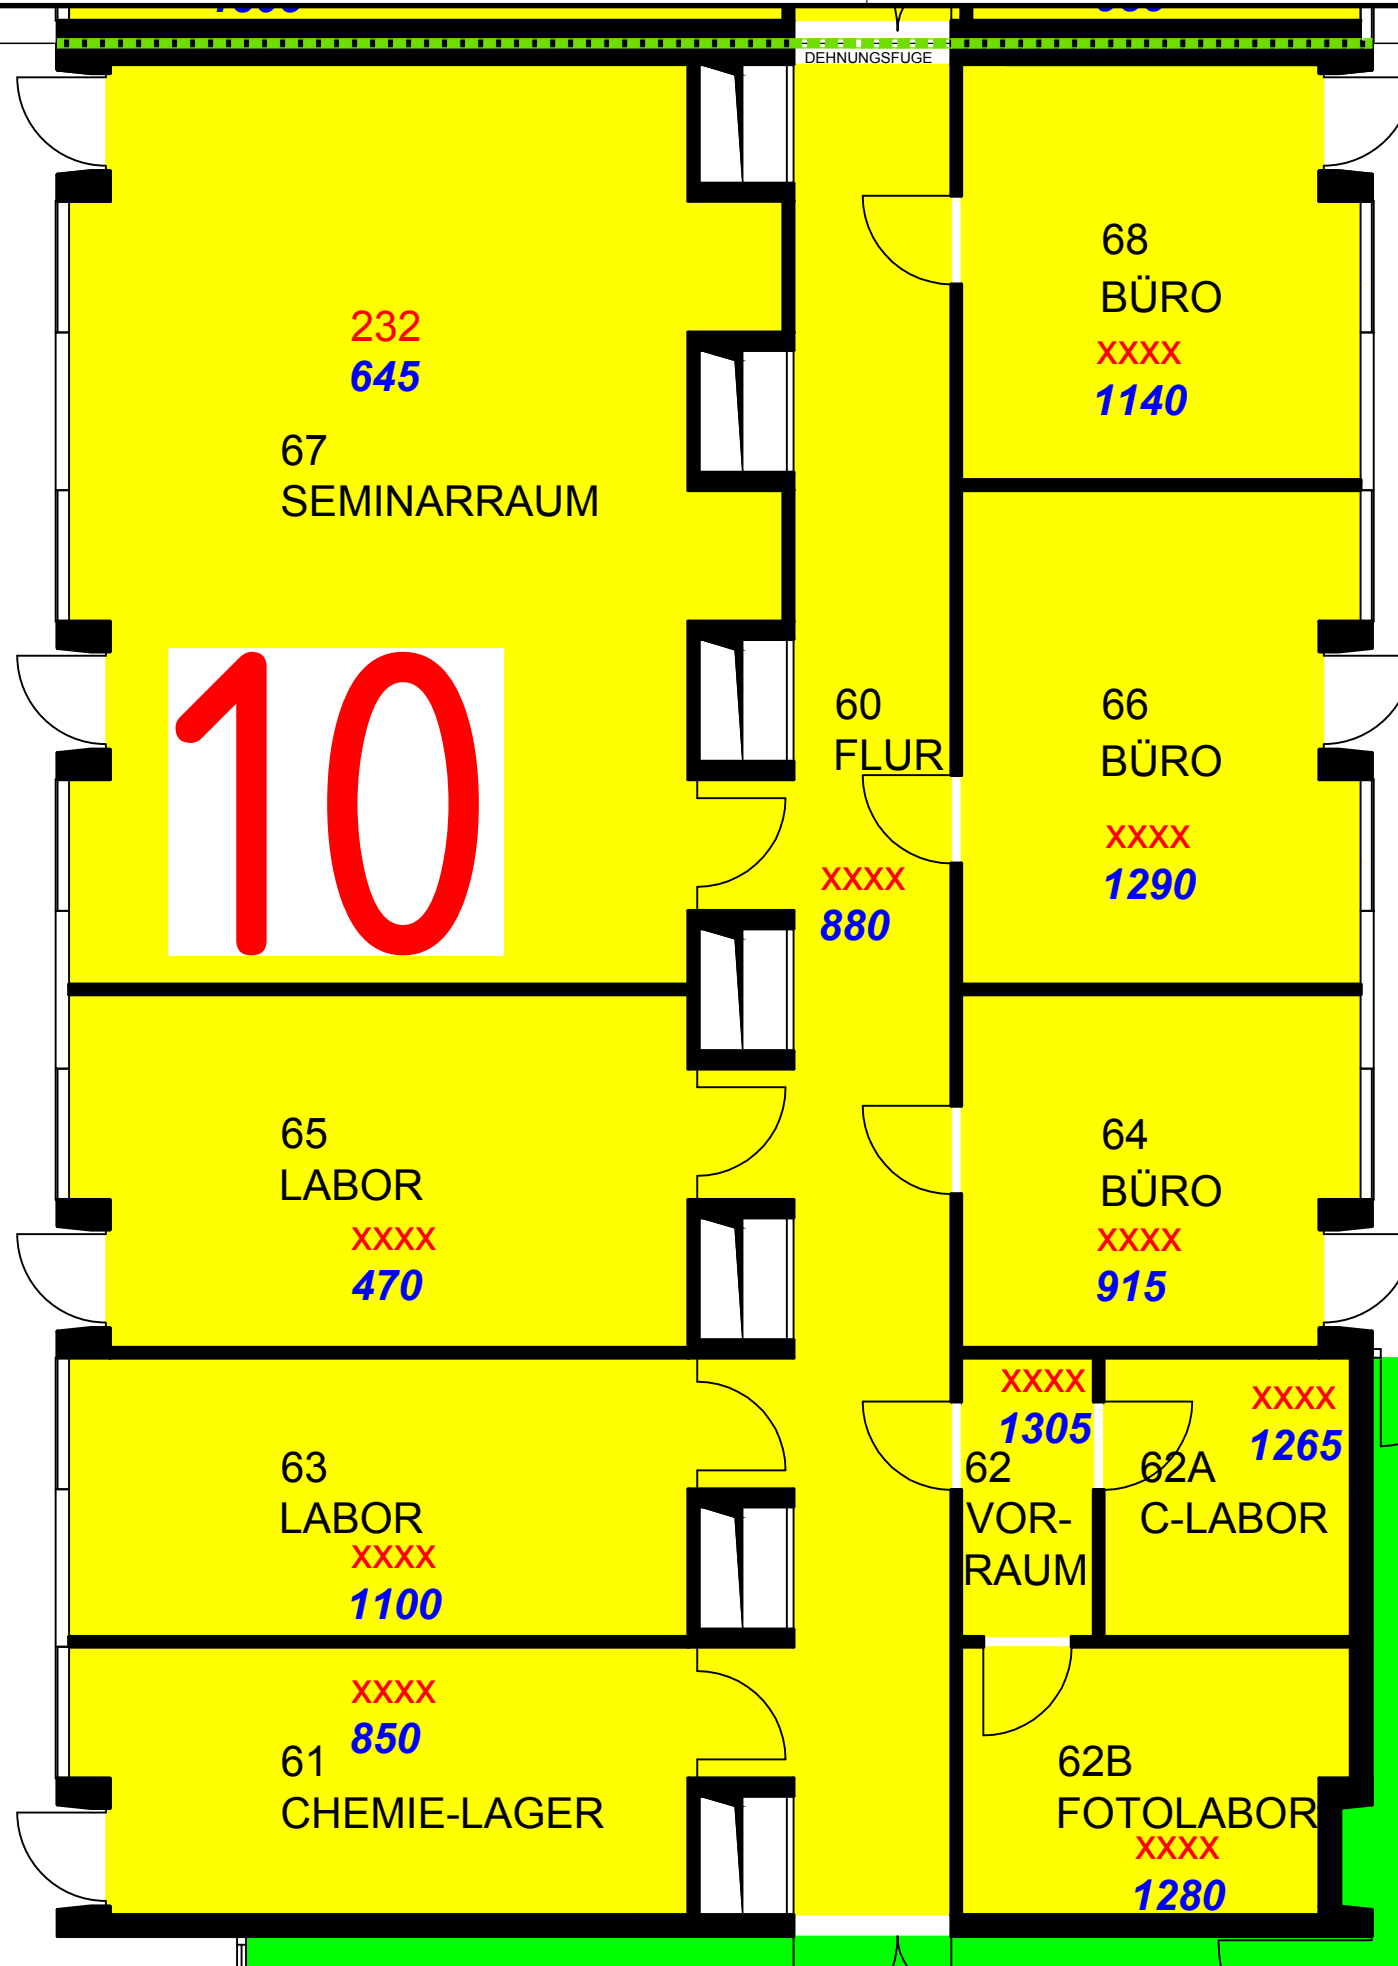 DEHNUNGSFUGE
68
BÜRO
xxxx
1140
232
645
67
SEMINARRAUM
10
60
FLUR
xxxx
880
66
BÜRO
xxxx
1290
65
LABOR
xxxx
470
64
BÜRO
xxxx
915
63
LABOR
xxxx
1100
xxxx
1305
62
VOR-
RAUM
xxxx
1265
62A
C-LABOR
xxxx
850
61
CHEMIE-LAGER
62B
FOTOLABOR
xxxx
1280